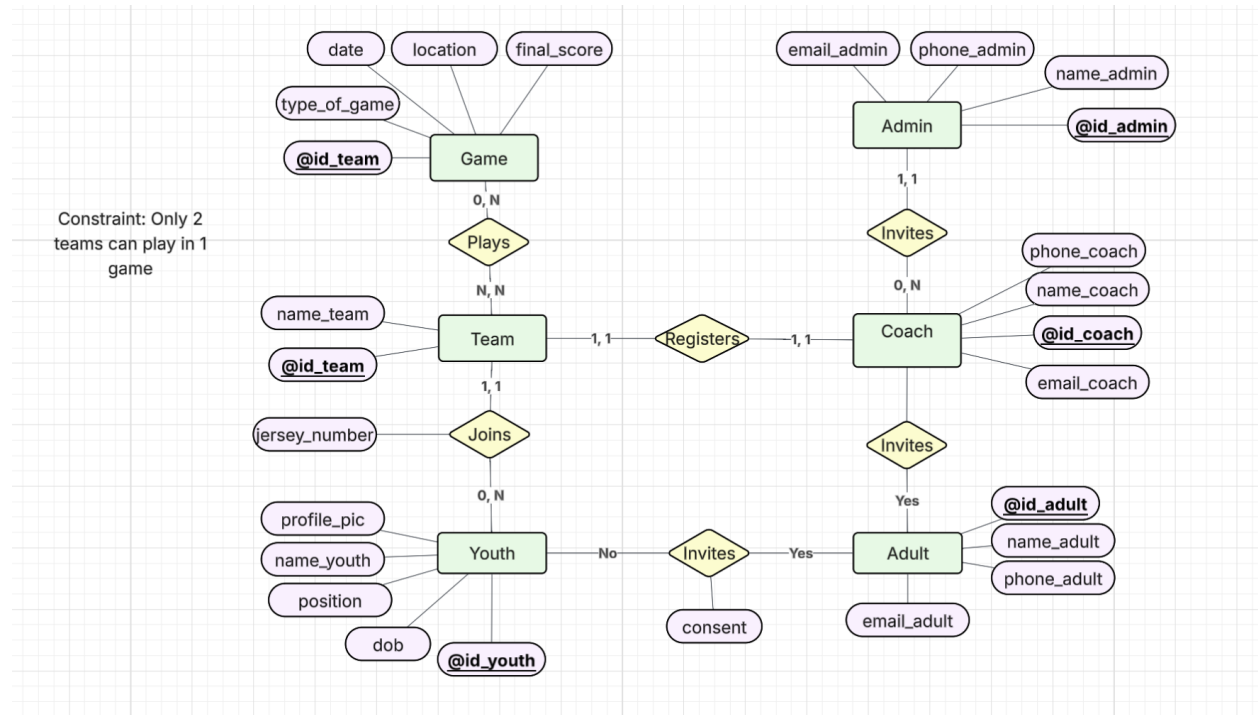 date
location
final_score
email_admin
phone_admin
name_admin
type_of_game
@id_admin
Admin
@id_team
Game
1, 1
0, N
Constraint: Only 2
teams can play in 1
game
Plays
Invites
phone_coach
N, N
0, N
name_coach
name_team
Team
1, 1
Registers
1, 1
Coach
@id_coach
@id_team
email_coach
1, 1
jersey_number
Joins
Invites
0, N
Yes
@id_adult
profile_pic
name_youth
Youth
No
Invites
Yes
Adult
name_adult
phone_adult
position
consent
email_adult
dob
@id_youth